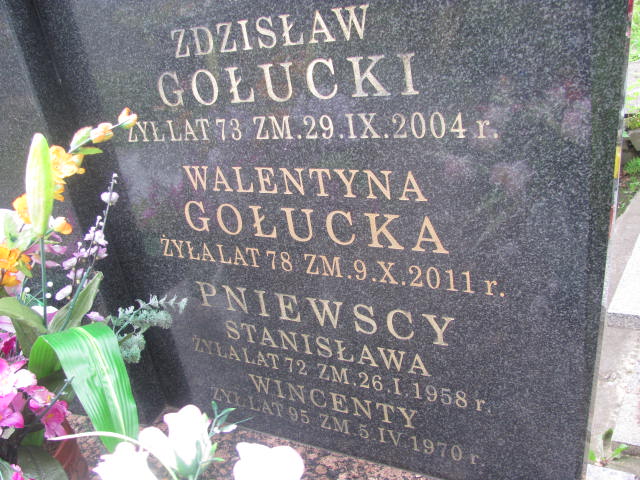 ZDZISŁAW
GOŁUCKI
ŻYŁ LAT 73 ZM. 29.IX.2004 r.
WALENTYNA
GOŁUCKA
ŻYŁA LAT 78 ZM. 9.X.2011 r.
PNIEWSCY
STANISŁAWA
ŻYŁA LAT 72 ZM. 26.I.1958 r.
WINCENTY
ŻYŁ LAT 95 ZM 5.IV.1970 r.